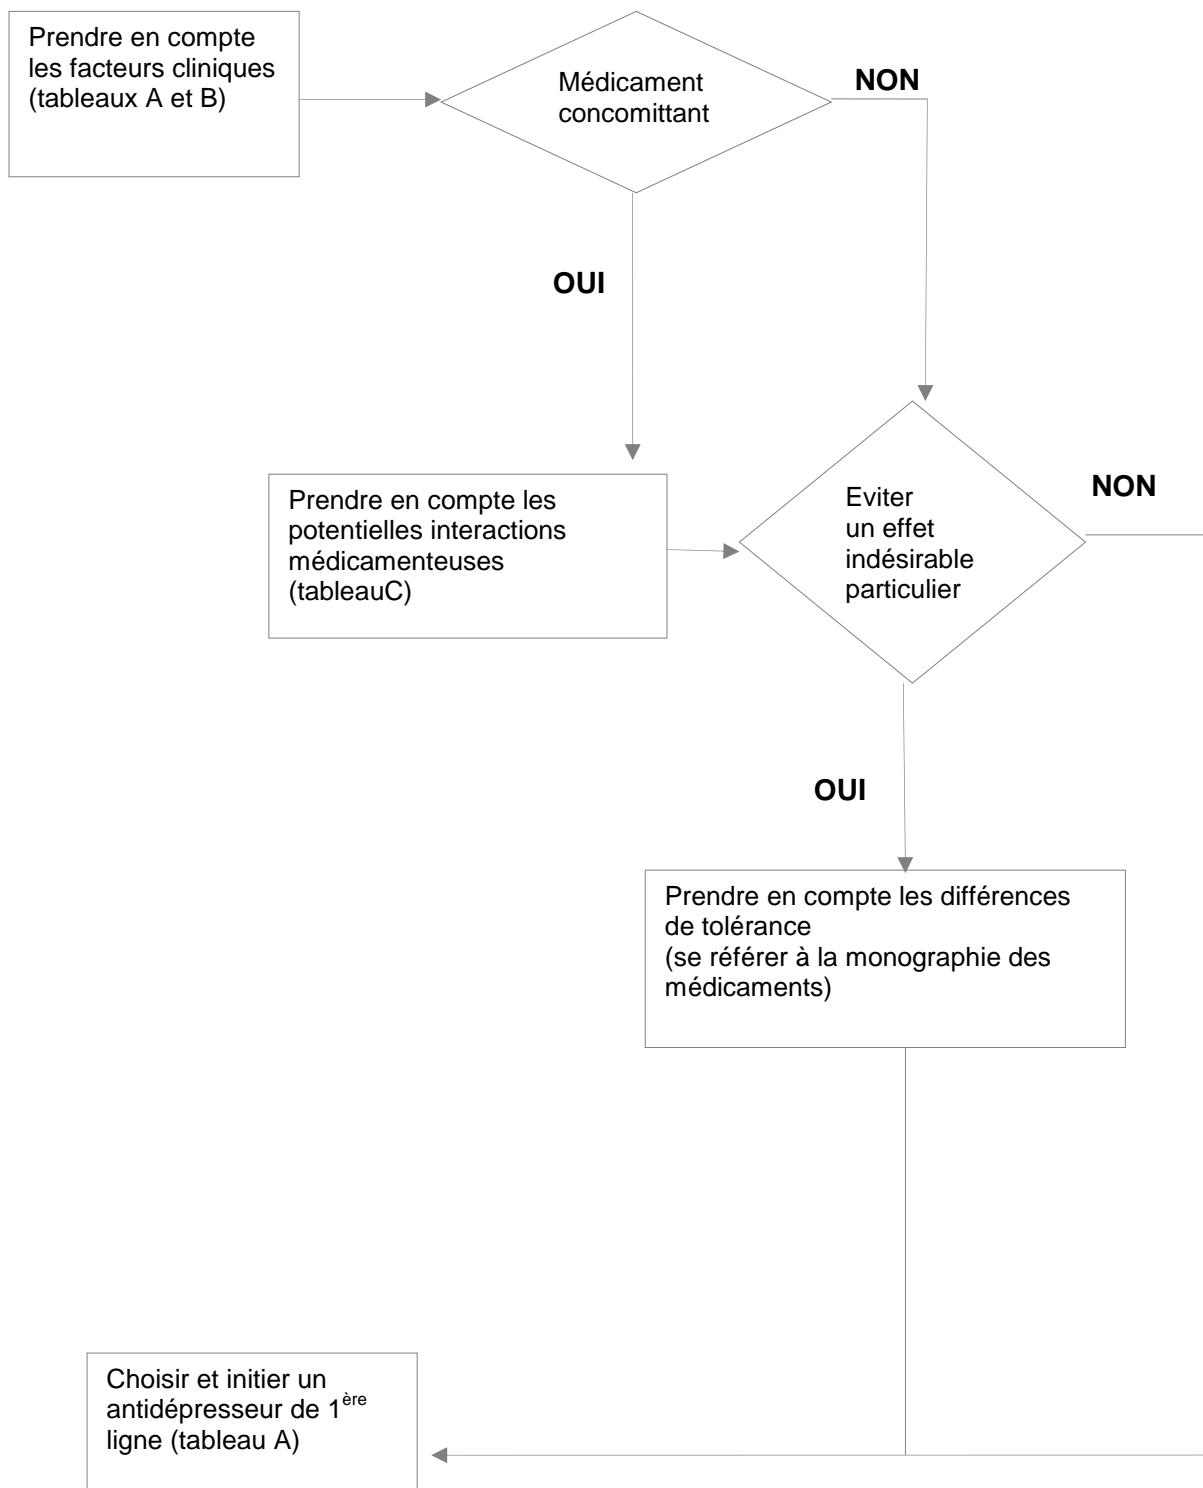 Prendre en compte
les facteurs cliniques
(tableaux A et B)
Médicament
concomittant
NON
OUI
Prendre en compte les
potentielles interactions
médicamenteuses
(tableauC)
Eviter
un effet
indésirable
particulier
NON
OUI
Prendre en compte les différences
de tolérance
(se référer à la monographie des
médicaments)
Choisir et initier un
antidépresseur de 1ère
ligne (tableau A)